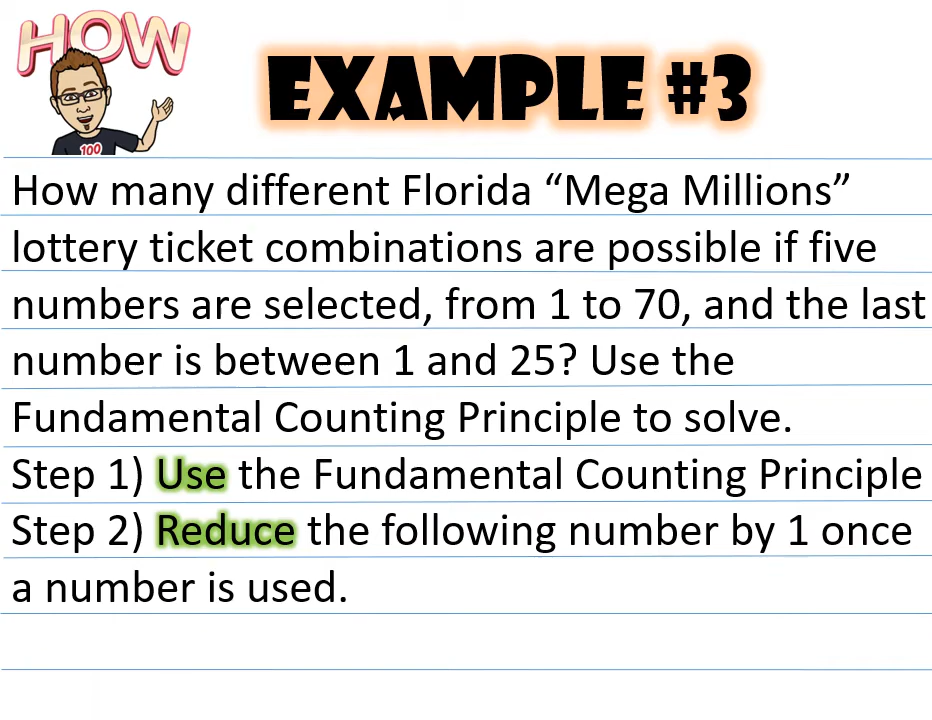 HOW
EXAMPLE #3
100
How many different Florida “Mega Millions”
lottery ticket combinations are possible if five
numbers are selected, from 1 to 70, and the last
number is between 1 and 25? Use the
Fundamental Counting Principle to solve.
Step 1) Use the Fundamental Counting Principle
Step 2) Reduce the following number by 1 once
a number is used.